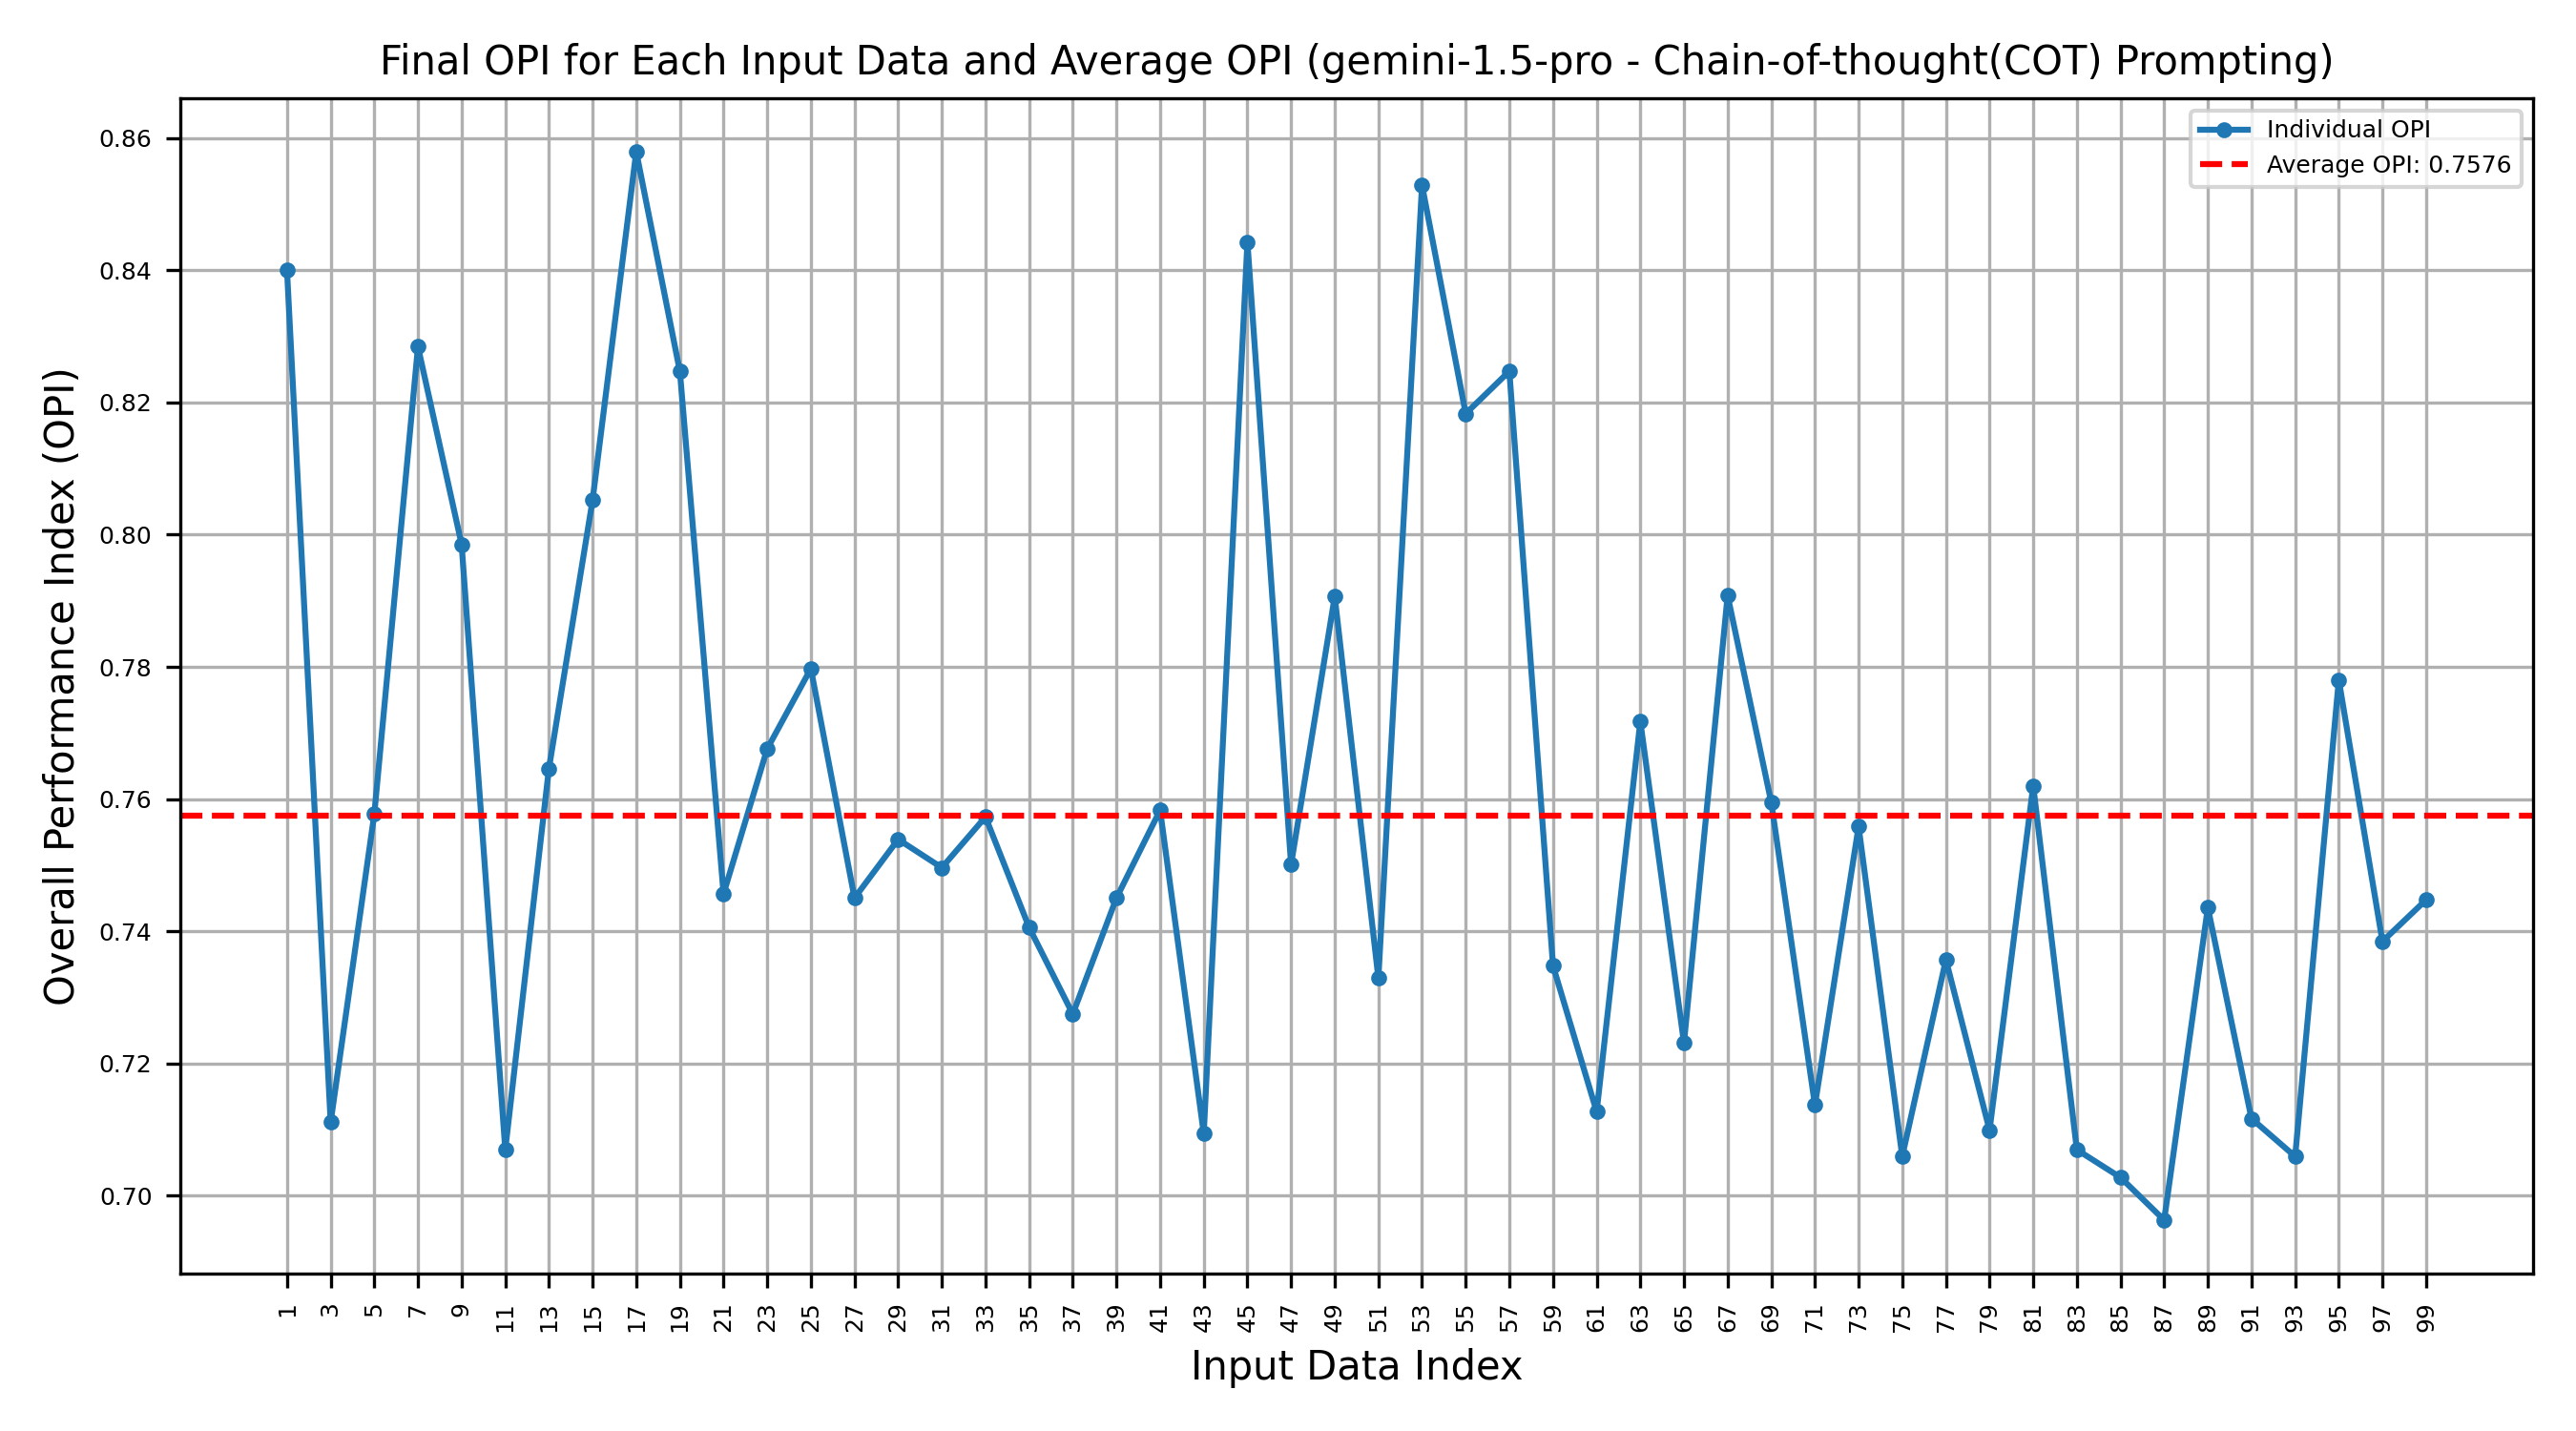 Final OPI for Each Input Data and Average OPI (gemini-1.5-pro - Chain-of-thought(COT) Prompting)
Individual OPI
Average OPI: 0.7576
Overall Performance Index (OPI)
0.86
0.84
0.82
0.80
0.78
0.76
0.74
0.72
0.70
1 3 5 7 9 11 13 15 17 19 21 23 25 27 29 31 33 35 37 39 41 43 45 47 49 51 53 55 57 59 61 63 65 67 69 71 73 75 77 79 81 83 85 87 89 91 93 95 97 99
Input Data Index